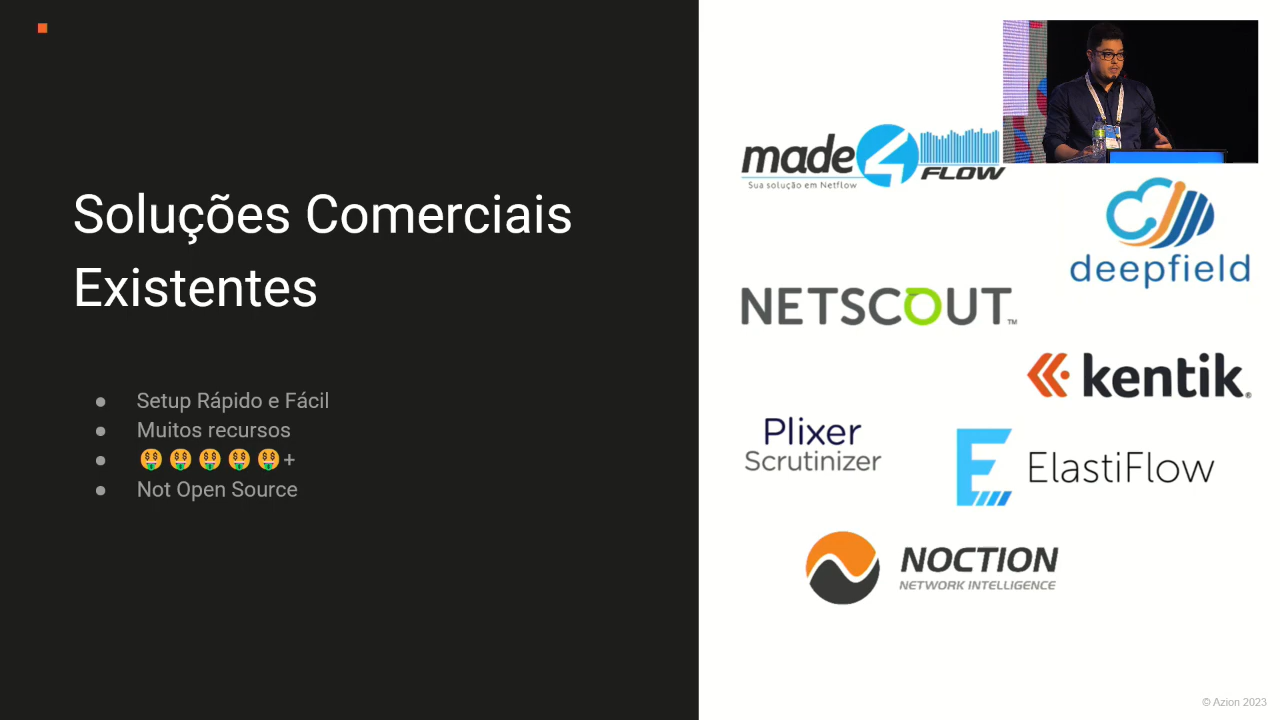 Soluções Comerciais
Existentes
● Setup Rápido e Fácil
● Muitos recursos
● 🤑🤑🤑🤑🤑+
● Not Open Source
made4FLOW
Sua solução em Netflow
deepfield
NETSCOUT™
kentik®
Plixer
Scrutinizer
ElastiFlow
NOCTION
NETWORK INTELLIGENCE
© Azion 2023